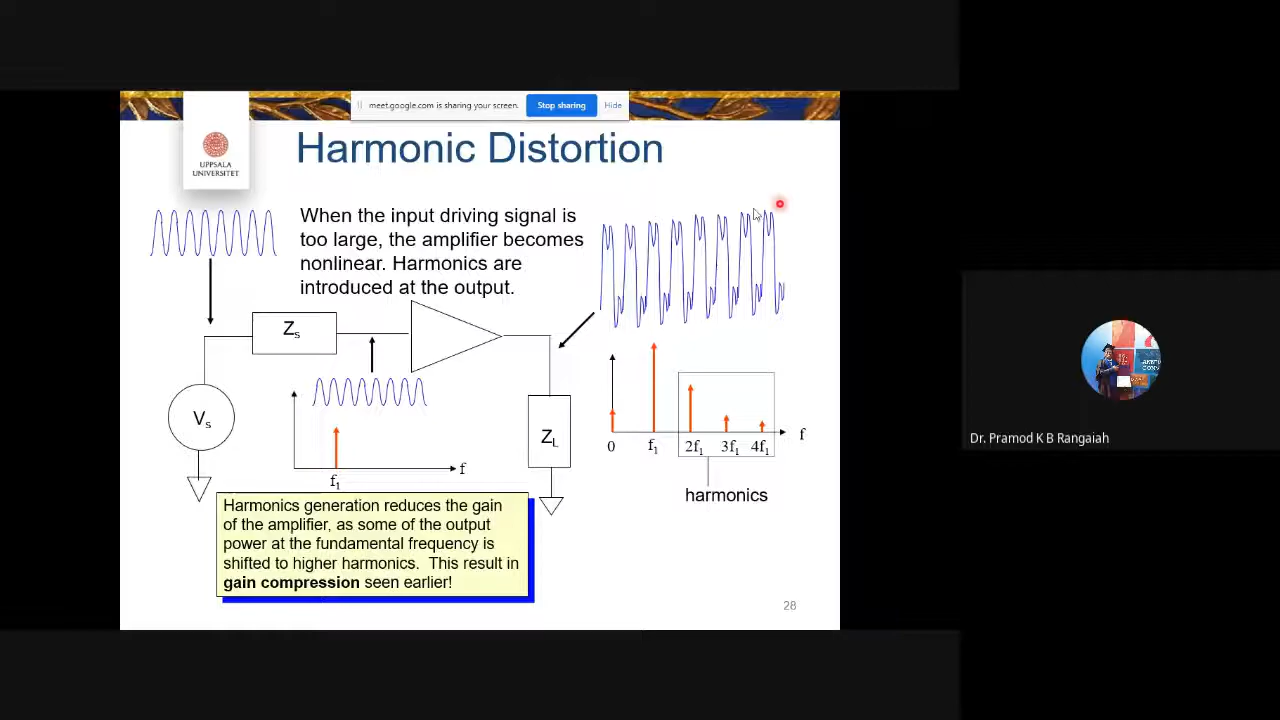 meet.google.com is sharing your screen.
Stop sharing
Hide
UPPSALA
UNIVERSITET
Harmonic Distortion
When the input driving signal is
too large, the amplifier becomes
nonlinear. Harmonics are
introduced at the output.
Zs
Vs
ZL
f
f1
0 f1 2f1 3f1 4f1 f
harmonics
Harmonics generation reduces the gain
of the amplifier, as some of the output
power at the fundamental frequency is
shifted to higher harmonics. This result in
gain compression seen earlier!
28
Dr. Pramod K B Rangaiah